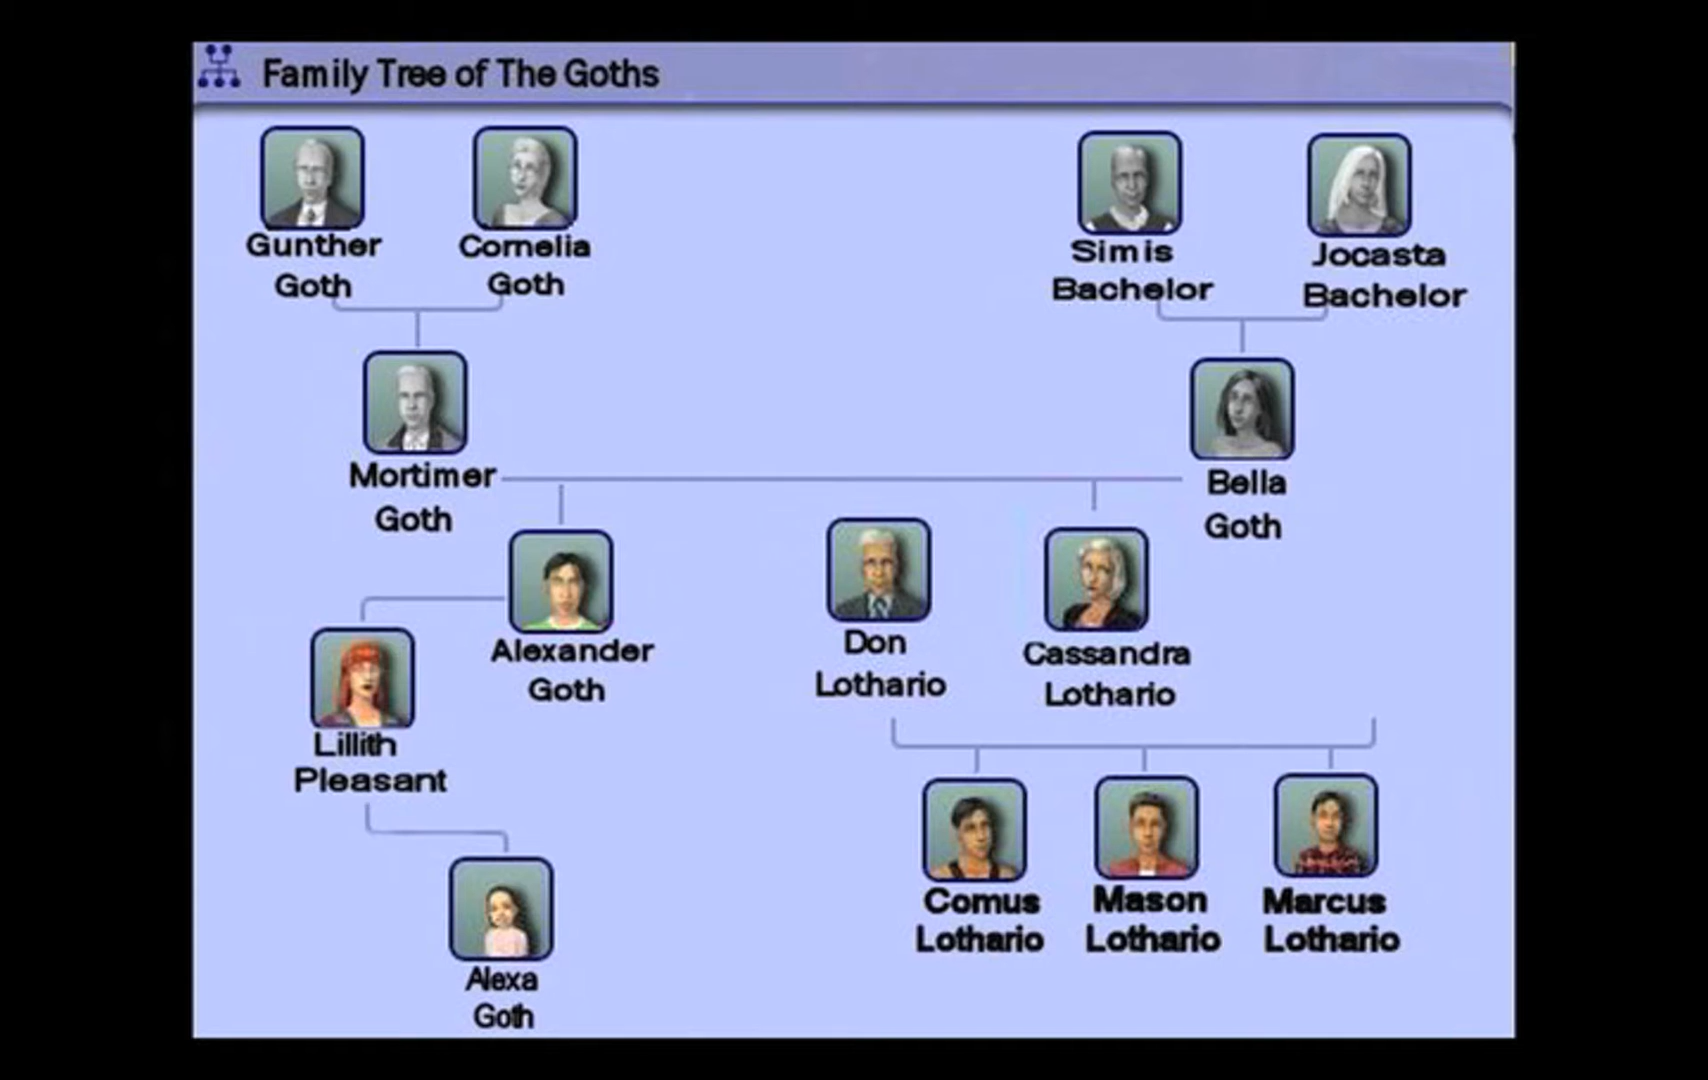 Family Tree of The Goths
Gunther
Goth
Cornelia
Goth
Simis
Bachelor
Jocasta
Bachelor
Mortimer
Goth
Bella
Goth
Alexander
Goth
Don
Lothario
Cassandra
Lothario
Lillith
Pleasant
Comus
Lothario
Mason
Lothario
Marcus
Lothario
Alexa
Goth